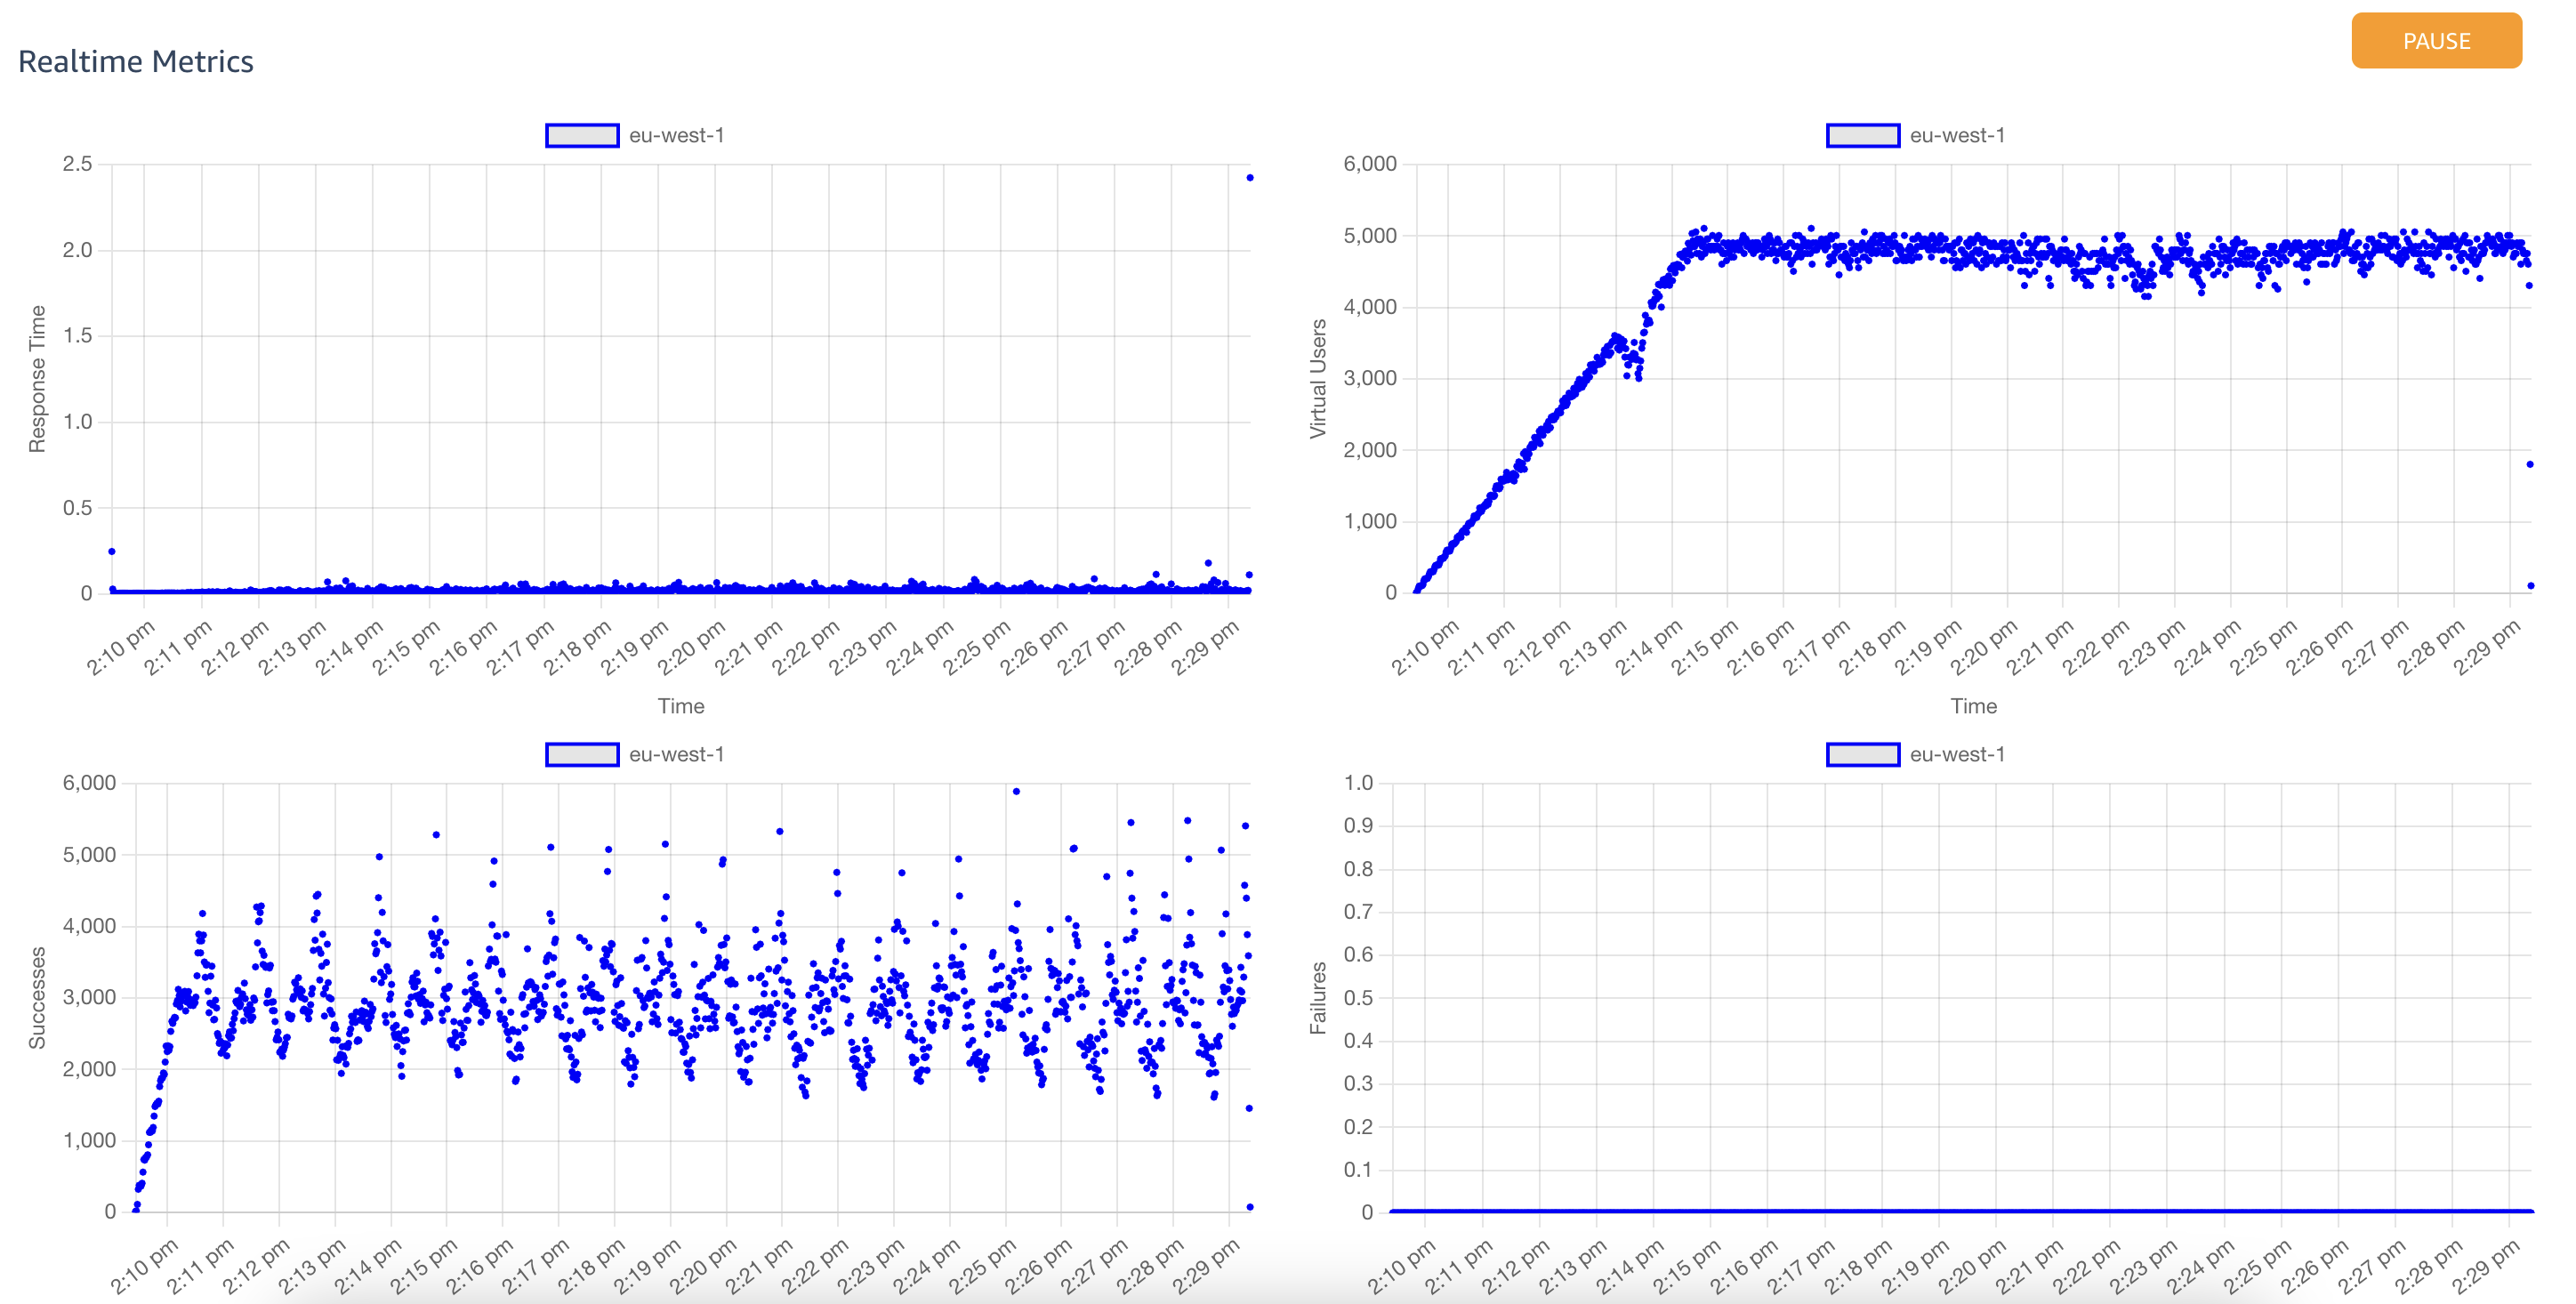 PAUSE
Realtime Metrics
eu-west-1
2.5
2.0
1.5
1.0
0.5
0
Response Time
2:10 pm
2:11 pm
2:12 pm
2:13 pm
2:14 pm
2:15 pm
2:16 pm
2:17 pm
2:18 pm
2:19 pm
2:20 pm
2:21 pm
2:22 pm
2:23 pm
2:24 pm
2:25 pm
2:26 pm
2:27 pm
2:28 pm
2:29 pm
Time
eu-west-1
6,000
5,000
4,000
3,000
2,000
1,000
0
Virtual Users
2:10 pm
2:11 pm
2:12 pm
2:13 pm
2:14 pm
2:15 pm
2:16 pm
2:17 pm
2:18 pm
2:19 pm
2:20 pm
2:21 pm
2:22 pm
2:23 pm
2:24 pm
2:25 pm
2:26 pm
2:27 pm
2:28 pm
2:29 pm
Time
eu-west-1
6,000
5,000
4,000
3,000
2,000
1,000
0
Successes
2:10 pm
2:11 pm
2:12 pm
2:13 pm
2:14 pm
2:15 pm
2:16 pm
2:17 pm
2:18 pm
2:19 pm
2:20 pm
2:21 pm
2:22 pm
2:23 pm
2:24 pm
2:25 pm
2:26 pm
2:27 pm
2:28 pm
2:29 pm
eu-west-1
1.0
0.9
0.8
0.7
0.6
0.5
0.4
0.3
0.2
0.1
0
Failures
2:10 pm
2:11 pm
2:12 pm
2:13 pm
2:14 pm
2:15 pm
2:16 pm
2:17 pm
2:18 pm
2:19 pm
2:20 pm
2:21 pm
2:22 pm
2:23 pm
2:24 pm
2:25 pm
2:26 pm
2:27 pm
2:28 pm
2:29 pm